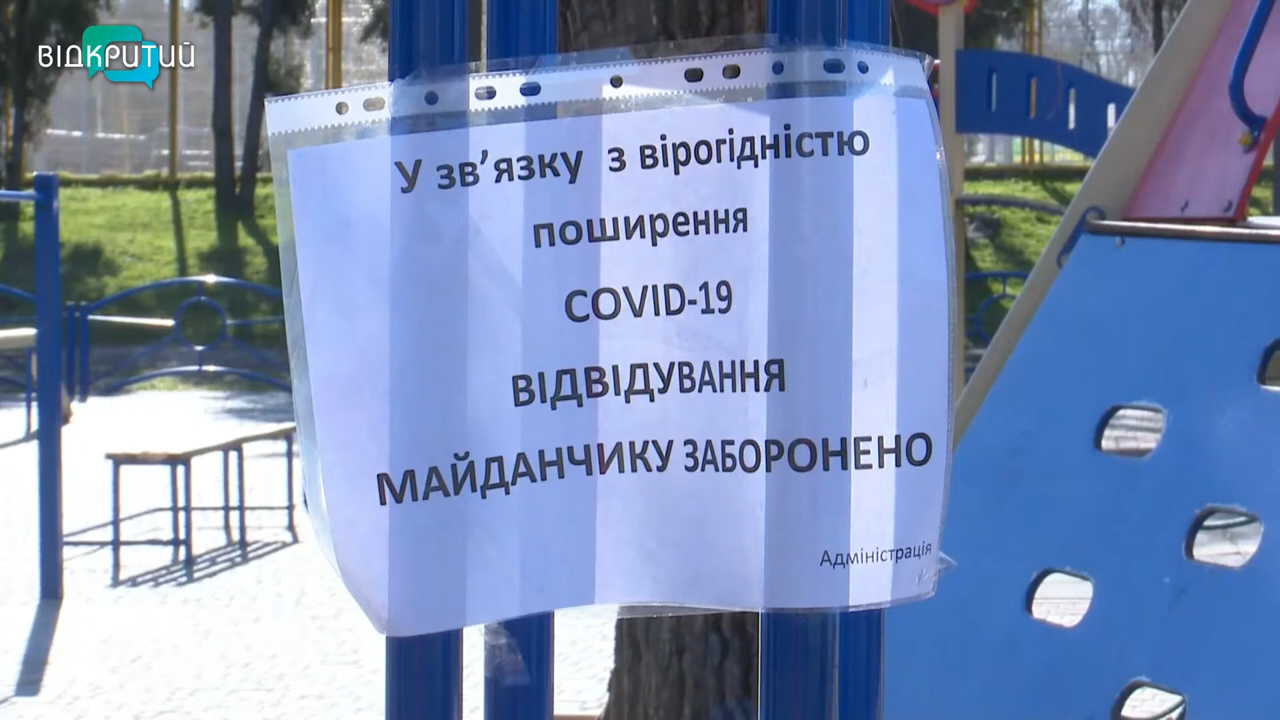 ВІДКРИТИЙ
У зв’язку з вірогідністю
поширення
COVID-19
ВІДВІДУВАННЯ
МАЙДАНЧИКУ ЗАБОРОНЕНО
Адміністрація